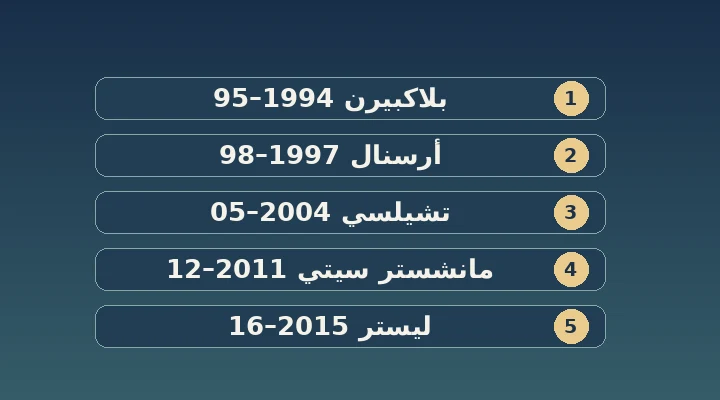 1 بلاكبيرن 1994–95
2 أرسنال 1997–98
3 تشيلسي 2004–05
4 مانشستر سيتي 2011–12
5 ليستر 2015–16